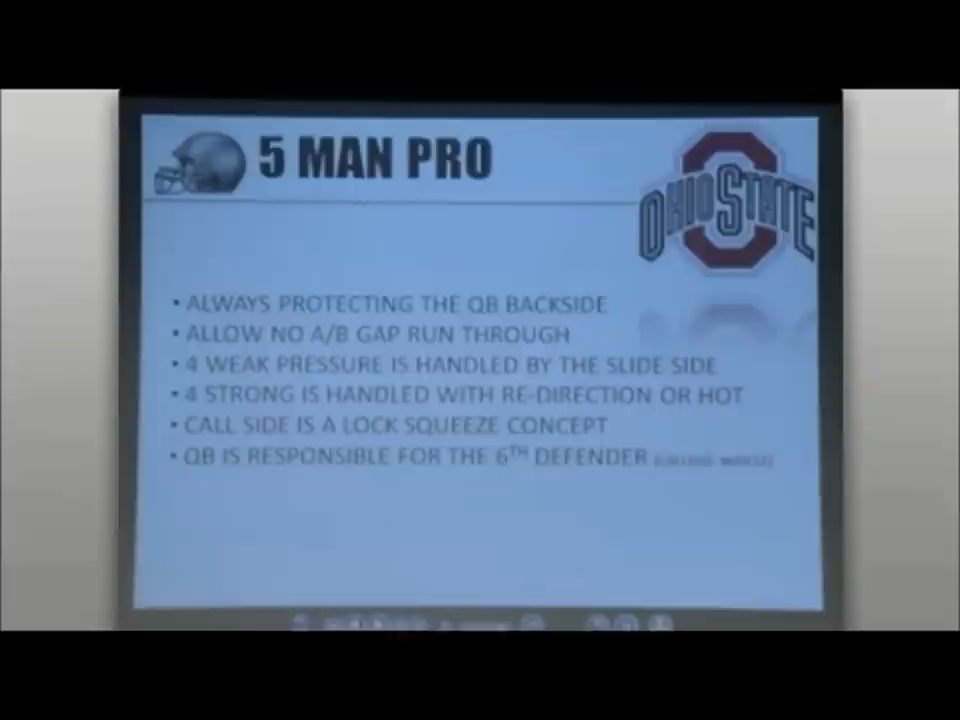 5 MAN PRO
OHIO STATE
• ALWAYS PROTECTING THE QB BACKSIDE
• ALLOW NO A/B GAP RUN THROUGH
• 4 WEAK PRESSURE IS HANDLED BY THE SLIDE SIDE
• 4 STRONG IS HANDLED WITH RE-DIRECTION OR HOT
• CALL SIDE IS A LOCK SQUEEZE CONCEPT
• QB IS RESPONSIBLE FOR THE 6TH DEFENDER